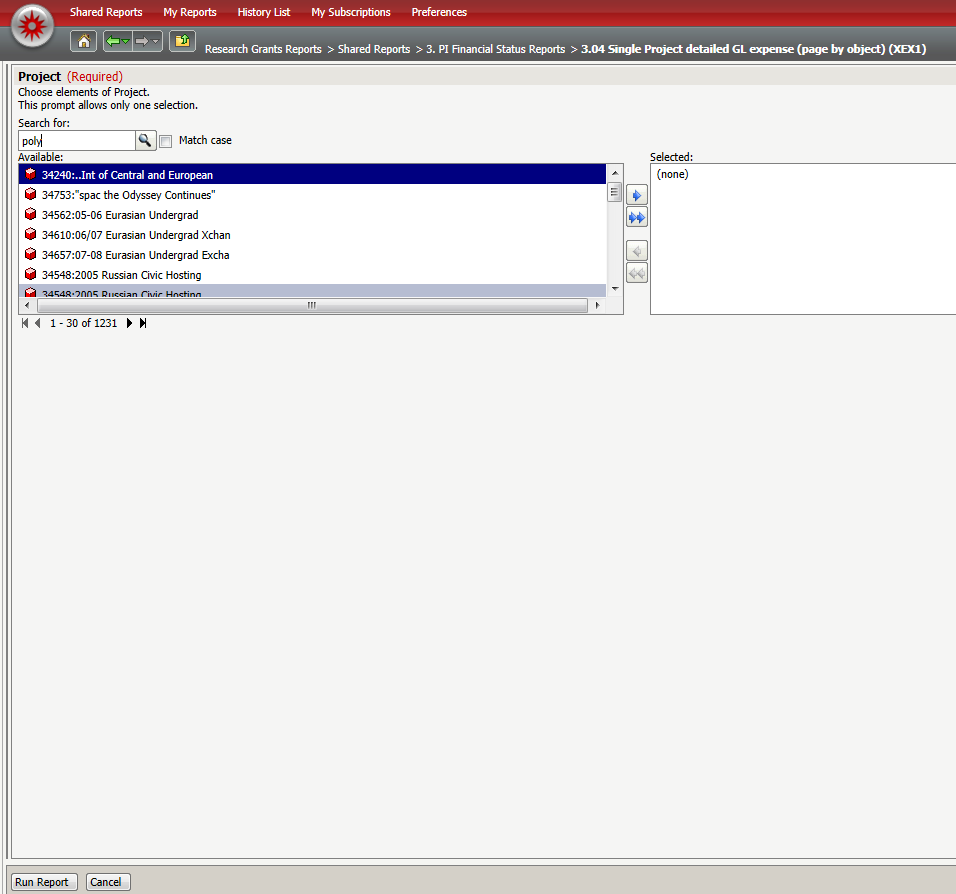 Shared Reports My Reports History List My Subscriptions Preferences
Research Grants Reports > Shared Reports > 3. PI Financial Status Reports > 3.04 Single Project detailed GL expense (page by object) (XEX1)
Project (Required)
Choose elements of Project.
This prompt allows only one selection.
Search for:
poly
Match case
Available:
34240:..Int of Central and European
34753:"spac the Odyssey Continues"
34562:05-06 Eurasian Undergrad
34610:06/07 Eurasian Undergrad Xchan
34657:07-08 Eurasian Undergrad Excha
34548:2005 Russian Civic Hosting
34548:2005 Russian Civic Hosting
1 - 30 of 1231
Selected:
(none)
Run Report Cancel